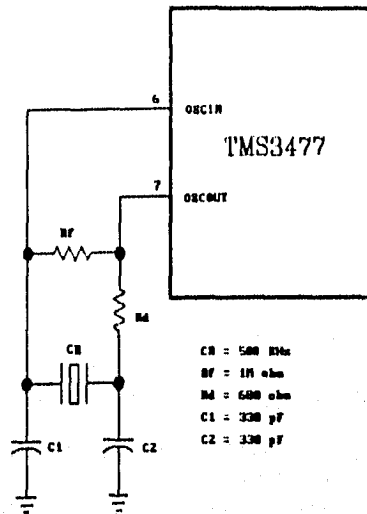 6
OSCIN
TMS3477
7
OSCOUT
Rf
Rd
CR
C1
C2
CR = 500 KHz
Rf = 1M ohm
Rd = 680 ohm
C1 = 330 pF
C2 = 330 pF